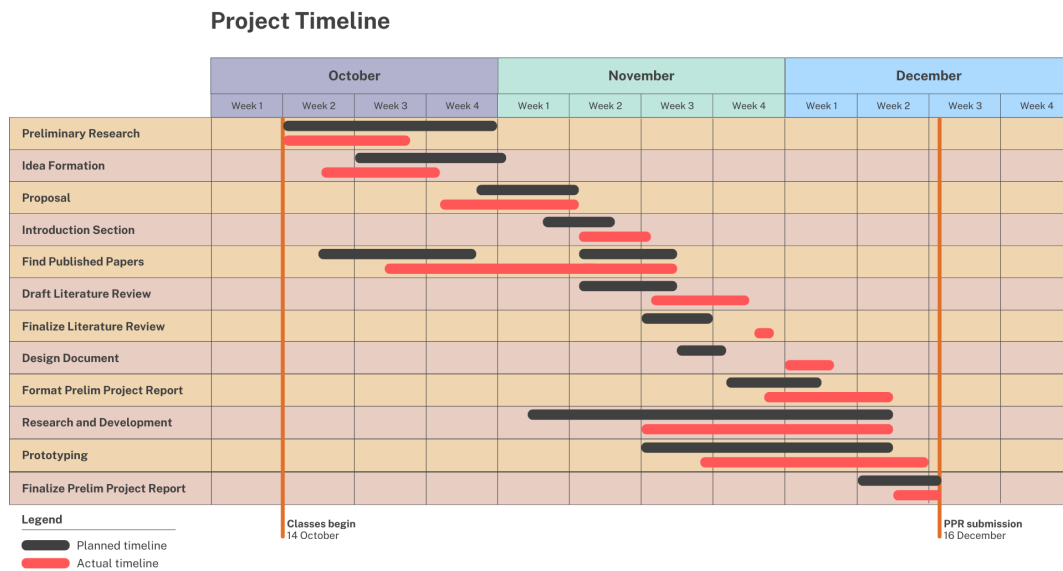 Project Timeline
October November December
Week 1 Week 2 Week 3 Week 4 Week 1 Week 2 Week 3 Week 4 Week 1 Week 2 Week 3 Week 4
Preliminary Research
Idea Formation
Proposal
Introduction Section
Find Published Papers
Draft Literature Review
Finalize Literature Review
Design Document
Format Prelim Project Report
Research and Development
Prototyping
Finalize Prelim Project Report
Legend
Planned timeline
Actual timeline
Classes begin
14 October
PPR submission
16 December